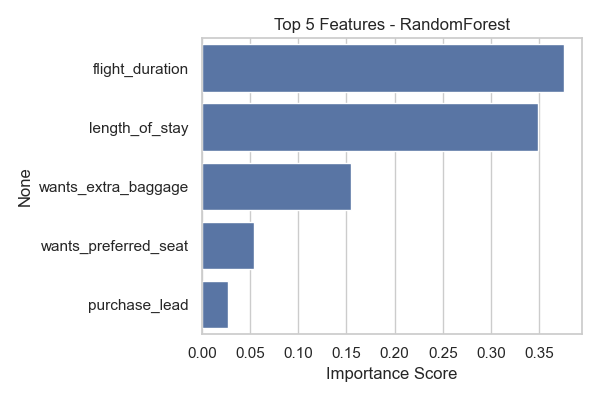 Top 5 Features - RandomForest
None
flight_duration
length_of_stay
wants_extra_baggage
wants_preferred_seat
purchase_lead
0.00 0.05 0.10 0.15 0.20 0.25 0.30 0.35
Importance Score